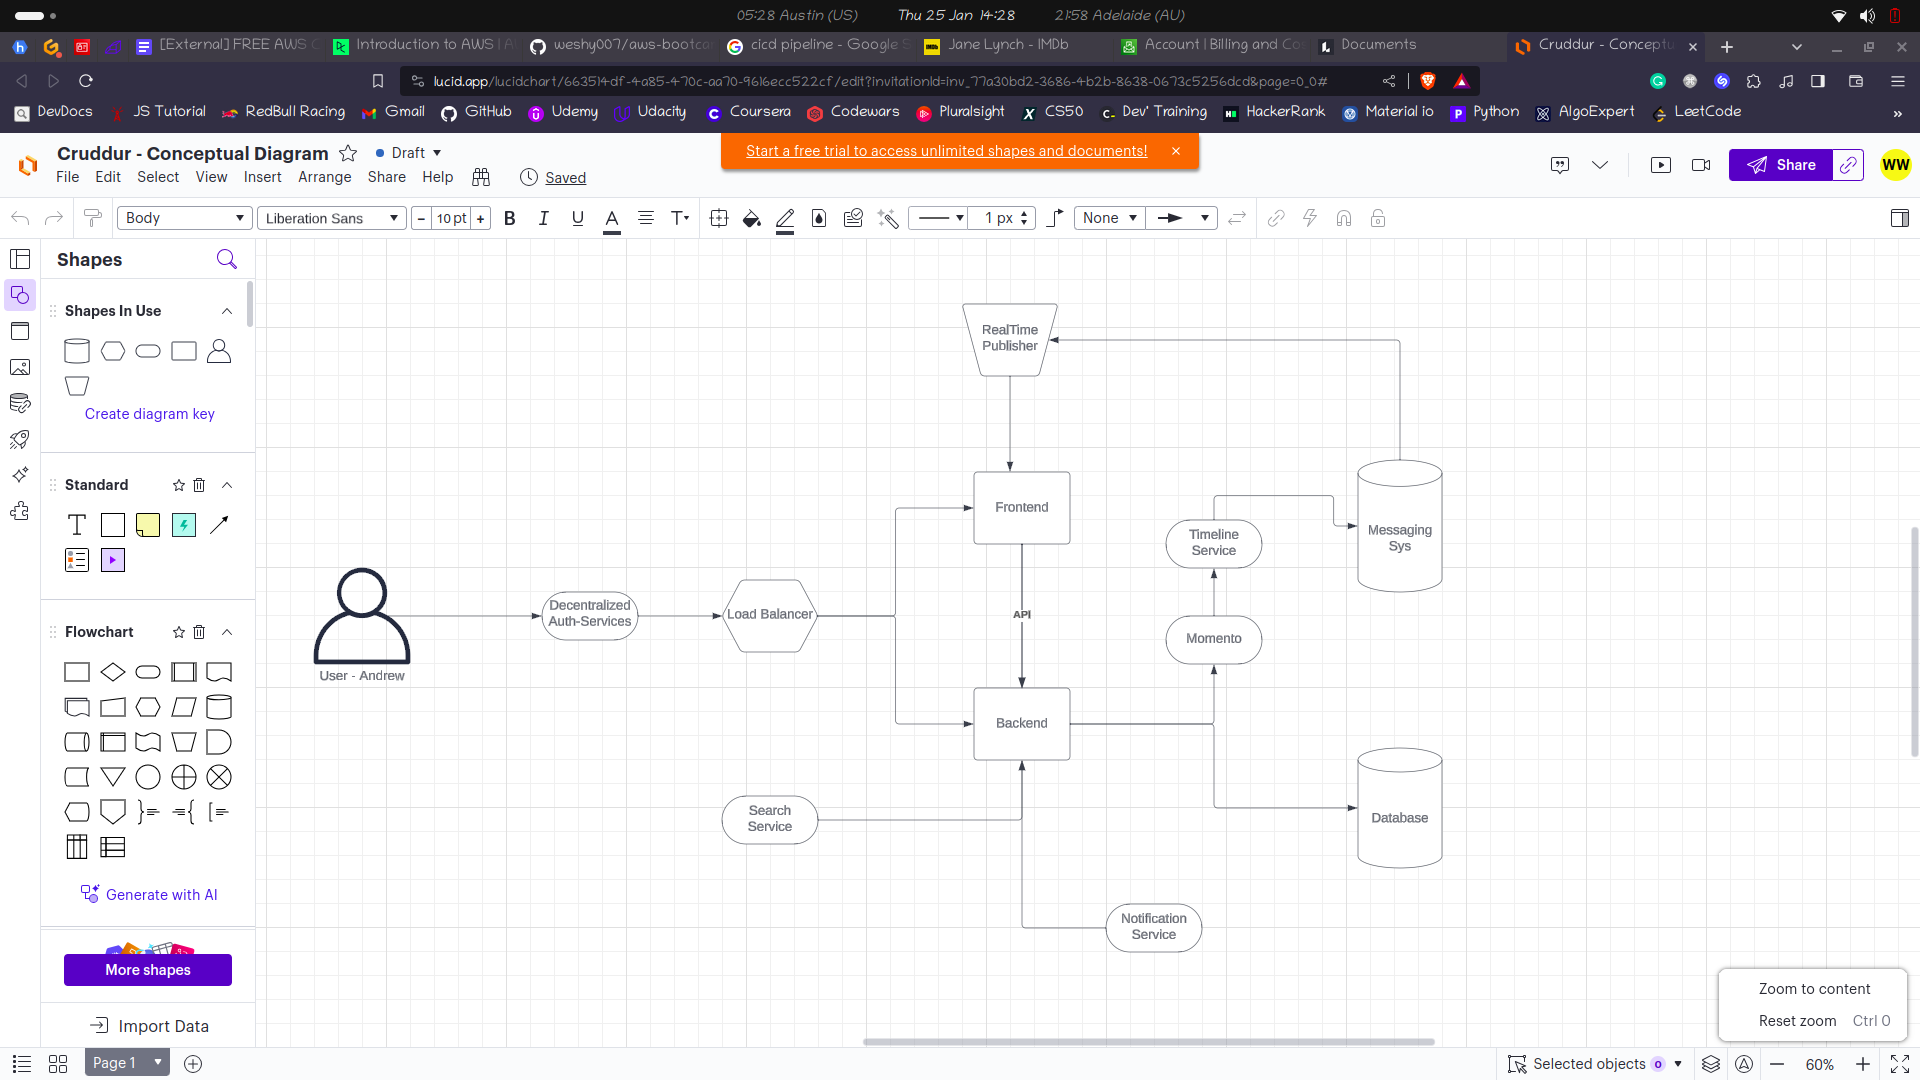 05:28 Austin (US)
Thu 25 Jan 14:28
21:58 Adelaide (AU)
[External] FREE AWS C
Introduction to AWS | A
weshy007/aws-bootca
cicd pipeline - Google S
Jane Lynch - IMDb
Account | Billing and Co
Documents
Cruddur - Conceptu
lucid.app/lucidchart/663514df-4a85-470c-aa70-9616ecc522cf/edit?invitationId=inv_77a30bd2-3686-4b2b-8638-0673c5256dcd&page=0_0#
DevDocs
JS Tutorial
RedBull Racing
Gmail
GitHub
Udemy
Udacity
Coursera
Codewars
Pluralsight
CS50
Dev' Training
HackerRank
Material io
Python
AlgoExpert
LeetCode
Cruddur - Conceptual Diagram
Draft
Start a free trial to access unlimited shapes and documents!
File
Edit
Select
View
Insert
Arrange
Share
Help
Saved
Share
WW
Body
Liberation Sans
10 pt
1 px
None
Shapes
Shapes In Use
Create diagram key
Standard
Flowchart
Generate with AI
More shapes
Import Data
RealTime
Publisher
Frontend
Timeline
Service
Messaging
Sys
Decentralized
Auth-Services
Load Balancer
API
Momento
User - Andrew
Backend
Search
Service
Database
Notification
Service
Zoom to content
Reset zoom Ctrl 0
Page 1
Selected objects 0
60%